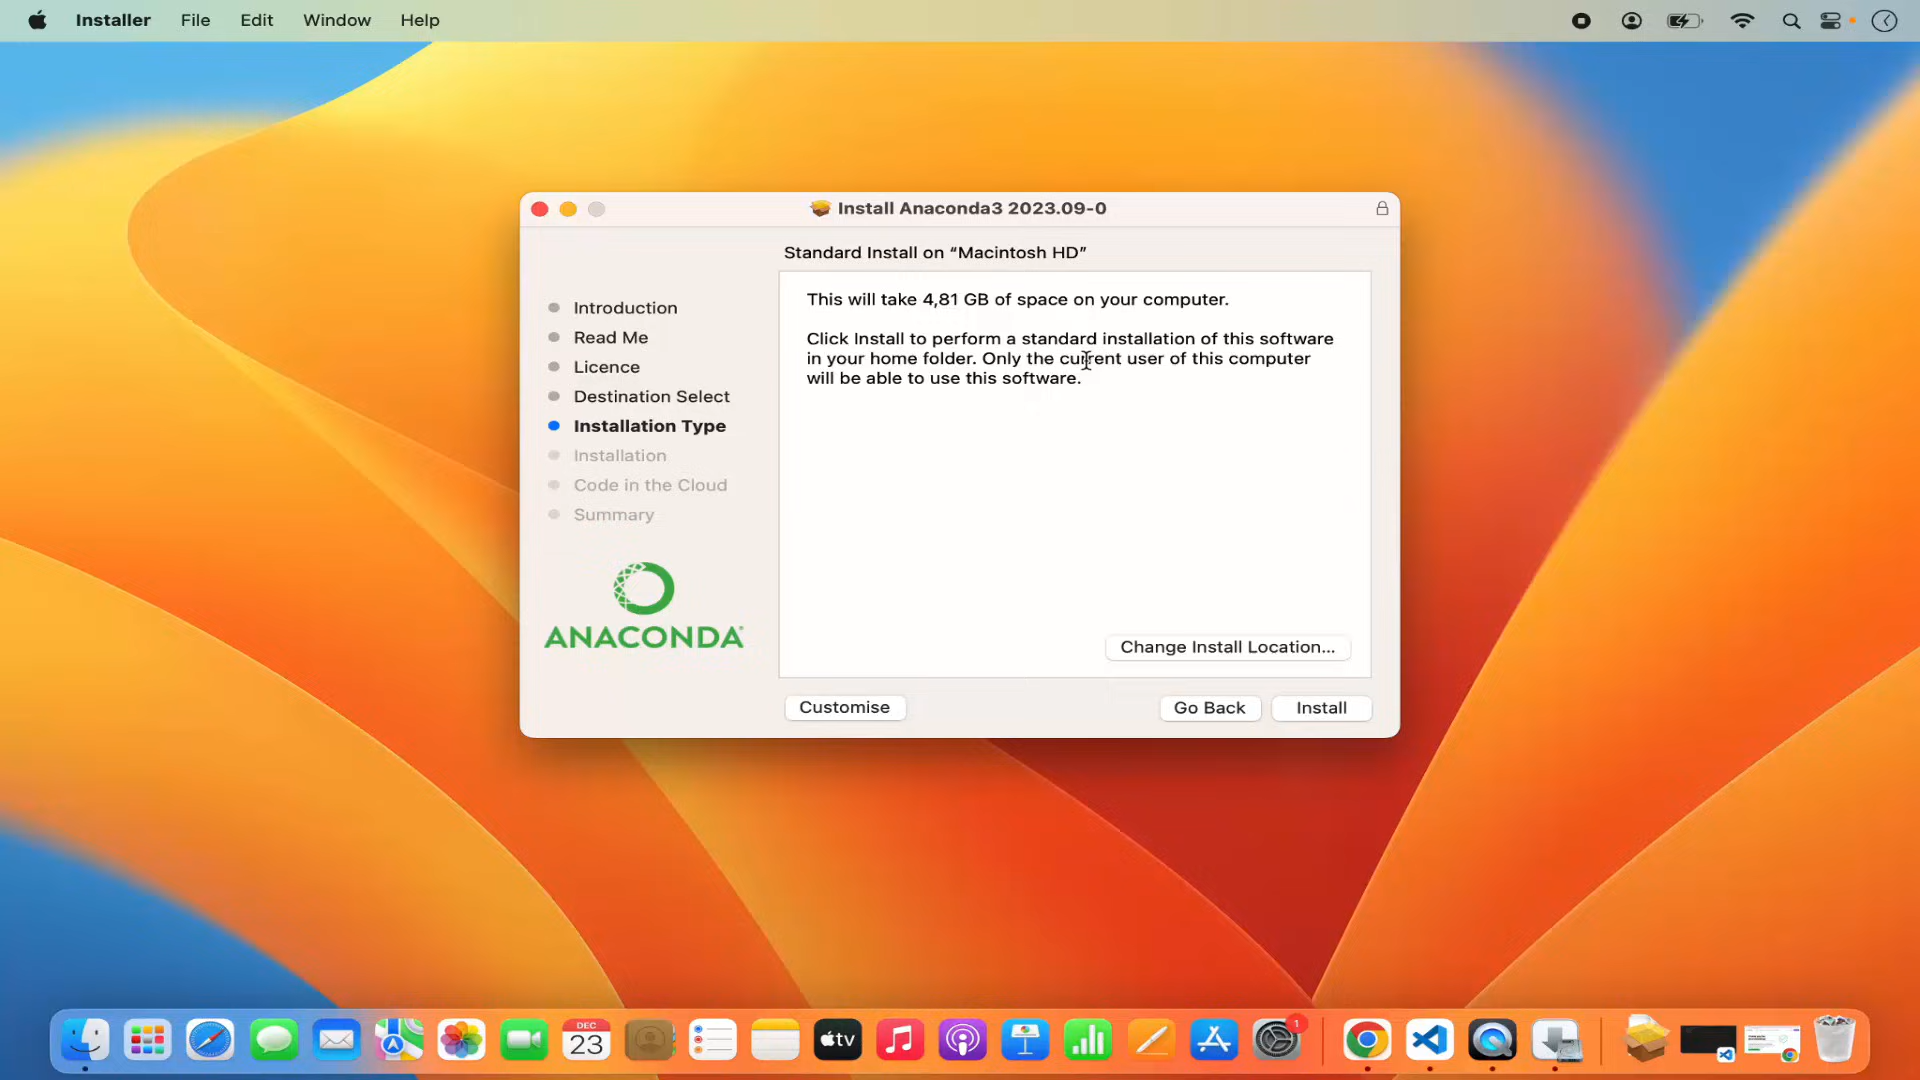 Installer File Edit Window Help
Install Anaconda3 2023.09-0
Standard Install on “Macintosh HD”
Introduction
Read Me
Licence
Destination Select
Installation Type
Installation
Code in the Cloud
Summary
ANACONDA
This will take 4,81 GB of space on your computer.
Click Install to perform a standard installation of this software
in your home folder. Only the current user of this computer
will be able to use this software.
Change Install Location...
Customise
Go Back
Install
DEC
23
tv
1